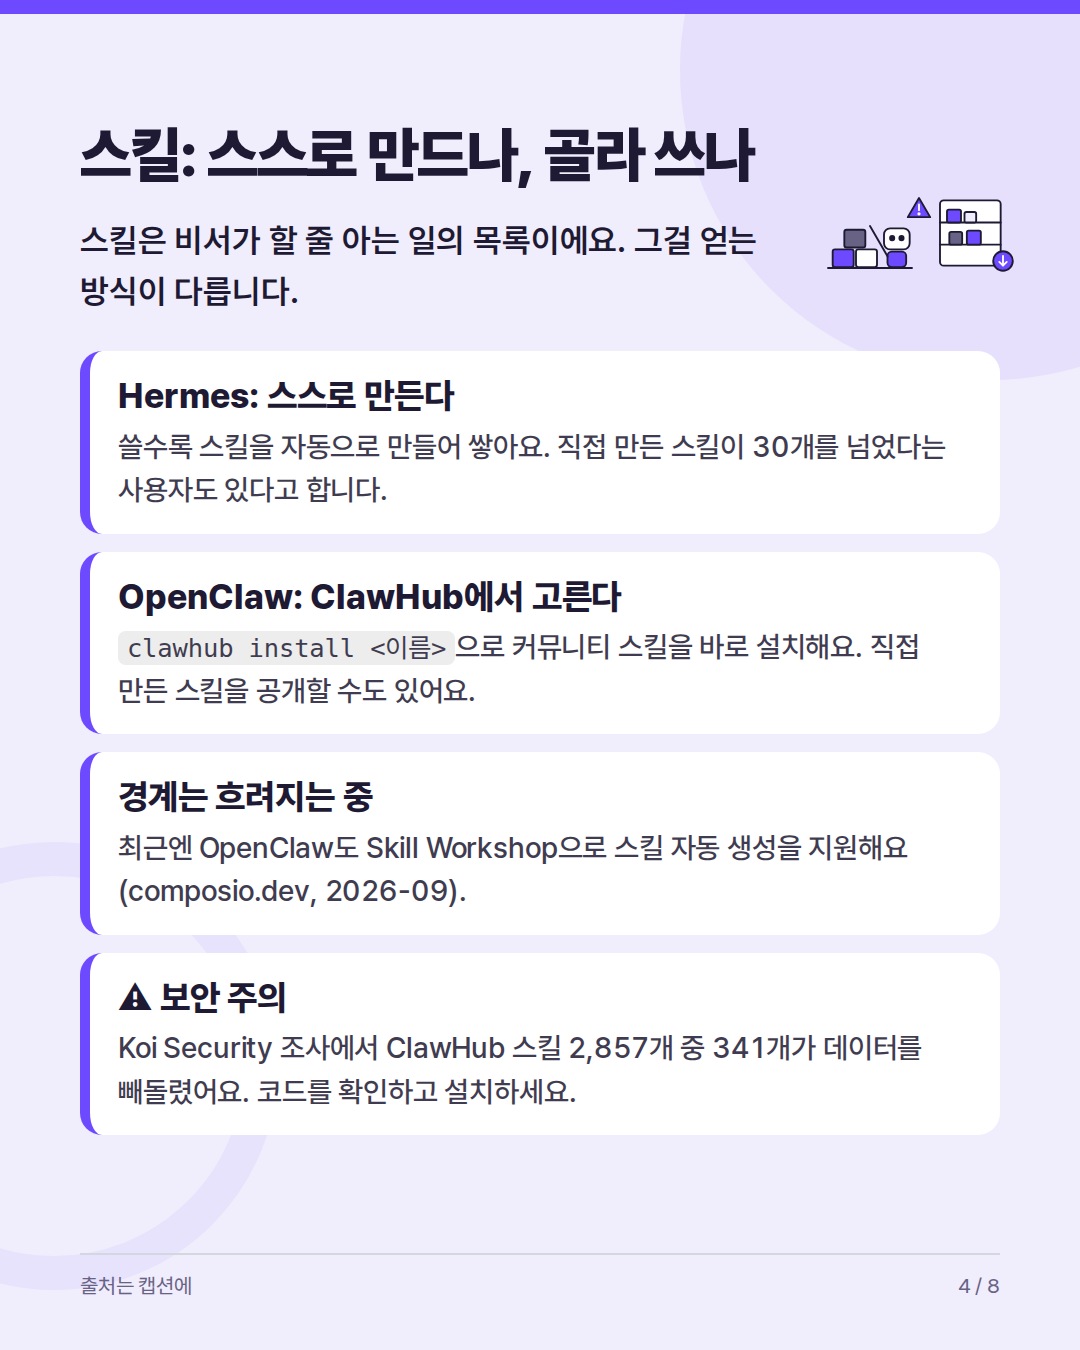 스킬: 스스로 만드나, 골라 쓰나
스킬은 비서가 할 줄 아는 일의 목록이에요. 그걸 얻는
방식이 다릅니다.
Hermes: 스스로 만든다
쓸수록 스킬을 자동으로 만들어 쌓아요. 직접 만든 스킬이 30개를 넘었다는
사용자도 있다고 합니다.
OpenClaw: ClawHub에서 고른다
clawhub install <이름>으로 커뮤니티 스킬을 바로 설치해요. 직접
만든 스킬을 공개할 수도 있어요.
경계는 흐려지는 중
최근엔 OpenClaw도 Skill Workshop으로 스킬 자동 생성을 지원해요
(composio.dev, 2026-09).
⚠ 보안 주의
Koi Security 조사에서 ClawHub 스킬 2,857개 중 341개가 데이터를
빼돌렸어요. 코드를 확인하고 설치하세요.
출처는 캡션에
4 / 8